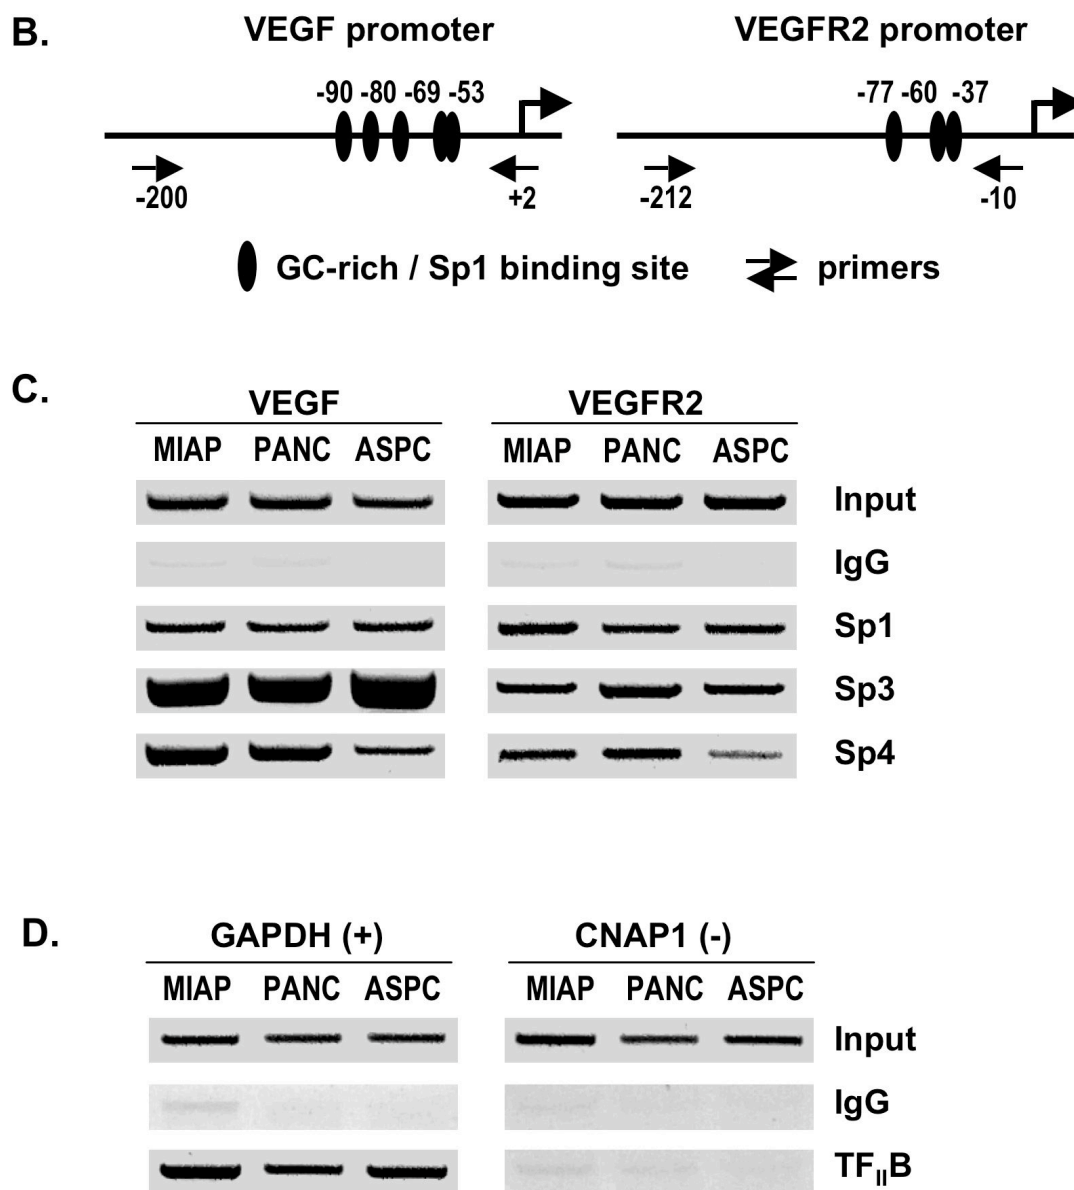 B. VEGF promoter VEGFR2 promoter
-90 -80 -69 -53 -77 -60 -37
-200 +2 -212 -10
GC-rich / Sp1 binding site primers
C.
VEGF VEGFR2
MIAP PANC ASPC MIAP PANC ASPC
Input
IgG
Sp1
Sp3
Sp4
D.
GAPDH (+) CNAP1 (-)
MIAP PANC ASPC MIAP PANC ASPC
Input
IgG
TFIIB